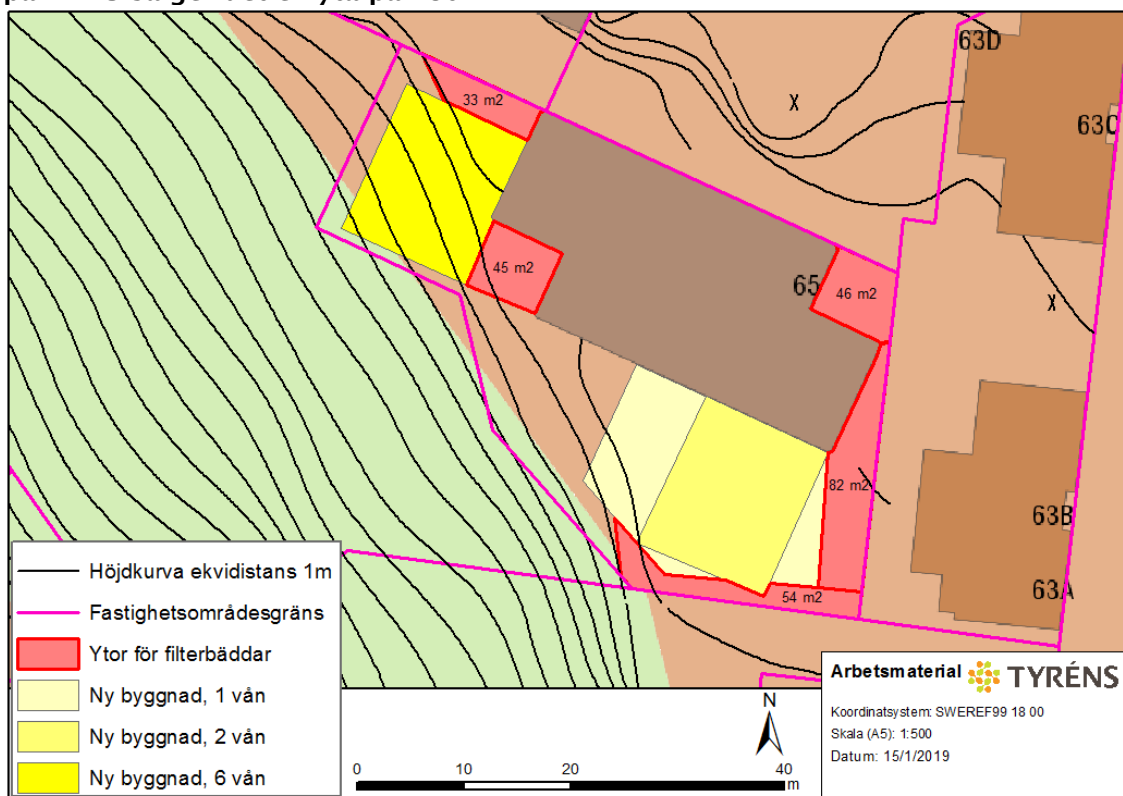 63D
33 m2
63C
45 m2
65
46 m2
82 m2
63B
63A
54 m2
Höjdkurva ekvidistans 1m
Fastighetsområdesgräns
Ytor för filterbäddar
Ny byggnad, 1 vån
Ny byggnad, 2 vån
Ny byggnad, 6 vån
N
0 10 20 40
m
Arbetsmaterial TYRÉNS
Koordinatsystem: SWEREF99 18 00
Skala (A5): 1:500
Datum: 15/1/2019